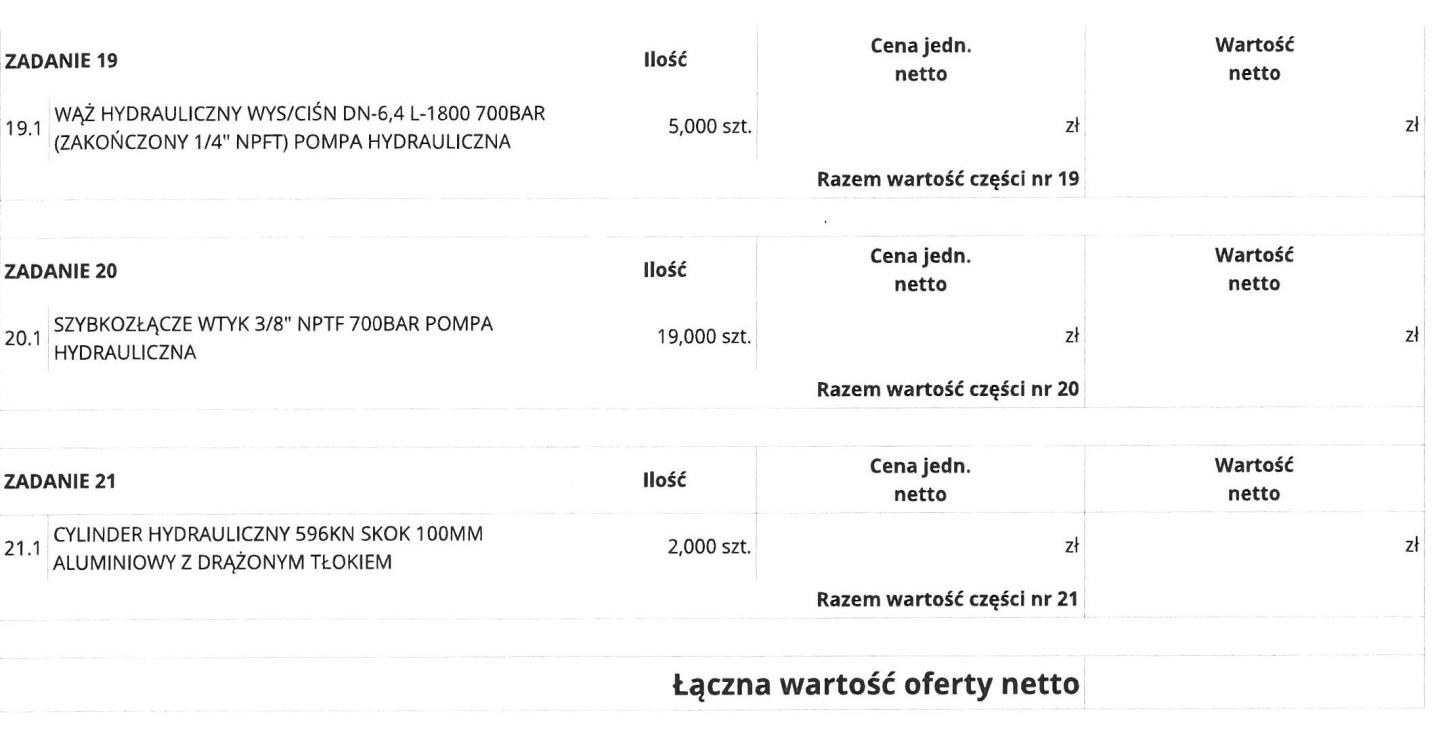 ZADANIE 19 Ilość Cena jedn. netto Wartość netto
19.1 WĄŻ HYDRAULICZNY WYS/CIŚN DN-6,4 L-1800 700BAR 5,000 szt. zł zł
(ZAKOŃCZONY 1/4" NPFT) POMPA HYDRAULICZNA
Razem wartość części nr 19
ZADANIE 20 Ilość Cena jedn. netto Wartość netto
20.1 SZYBKOZŁĄCZE WTYK 3/8" NPTF 700BAR POMPA 19,000 szt. zł zł
HYDRAULICZNA
Razem wartość części nr 20
ZADANIE 21 Ilość Cena jedn. netto Wartość netto
21.1 CYLINDER HYDRAULICZNY 596KN SKOK 100MM 2,000 szt. zł zł
ALUMINIOWY Z DRĄŻONYM TŁOKIEM
Razem wartość części nr 21
Łączna wartość oferty netto